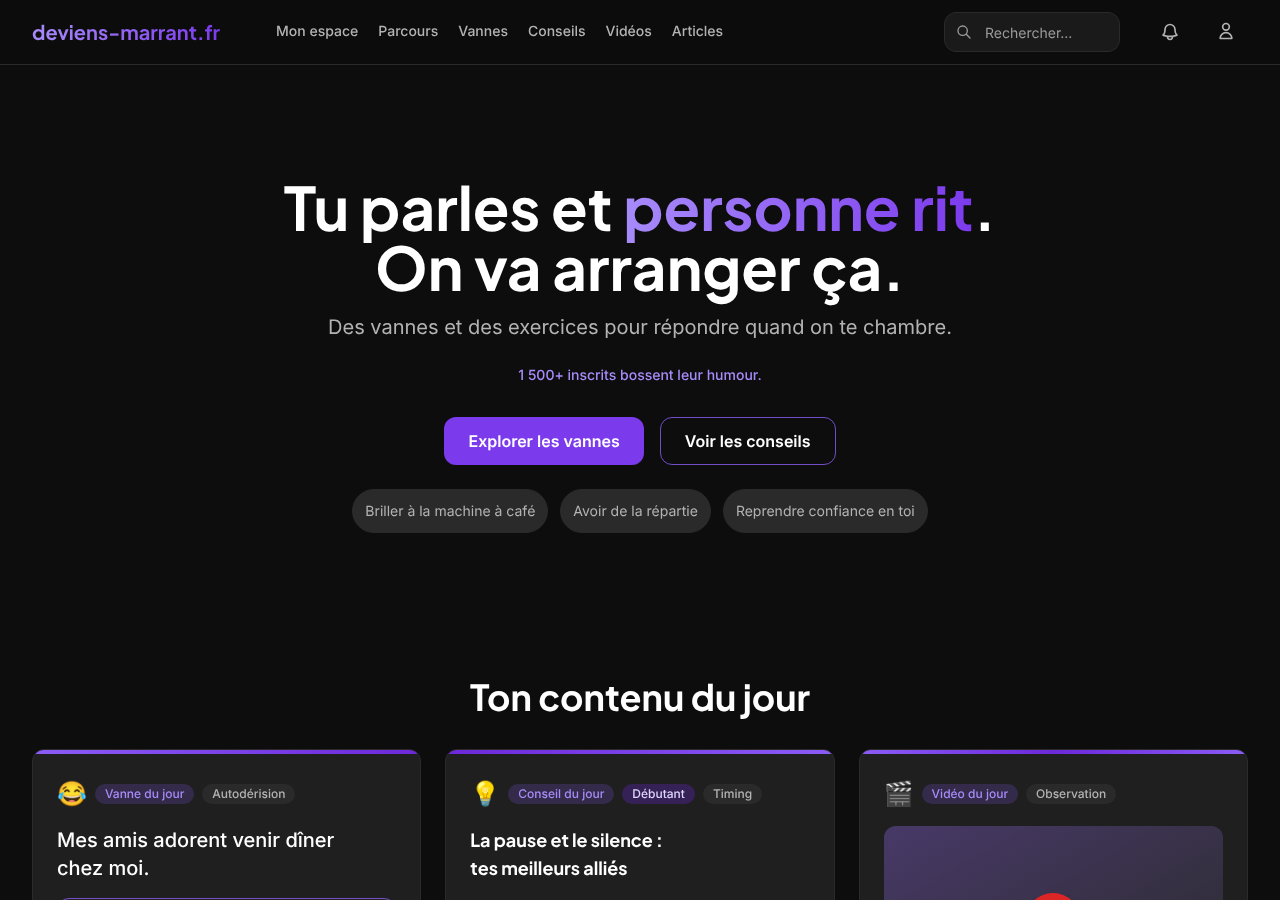 deviens-marrant.fr
Mon espace
Parcours
Vannes
Conseils
Vidéos
Articles
Rechercher...
Tu parles et personne rit.
On va arranger ça.
Des vannes et des exercices pour répondre quand on te chambre.
1 500+ inscrits bossent leur humour.
Explorer les vannes
Voir les conseils
Briller à la machine à café
Avoir de la répartie
Reprendre confiance en toi
Ton contenu du jour
Vanne du jour
Autodérision
Mes amis adorent venir dîner
chez moi.
Conseil du jour
Débutant
Timing
La pause et le silence :
tes meilleurs alliés
Vidéo du jour
Observation